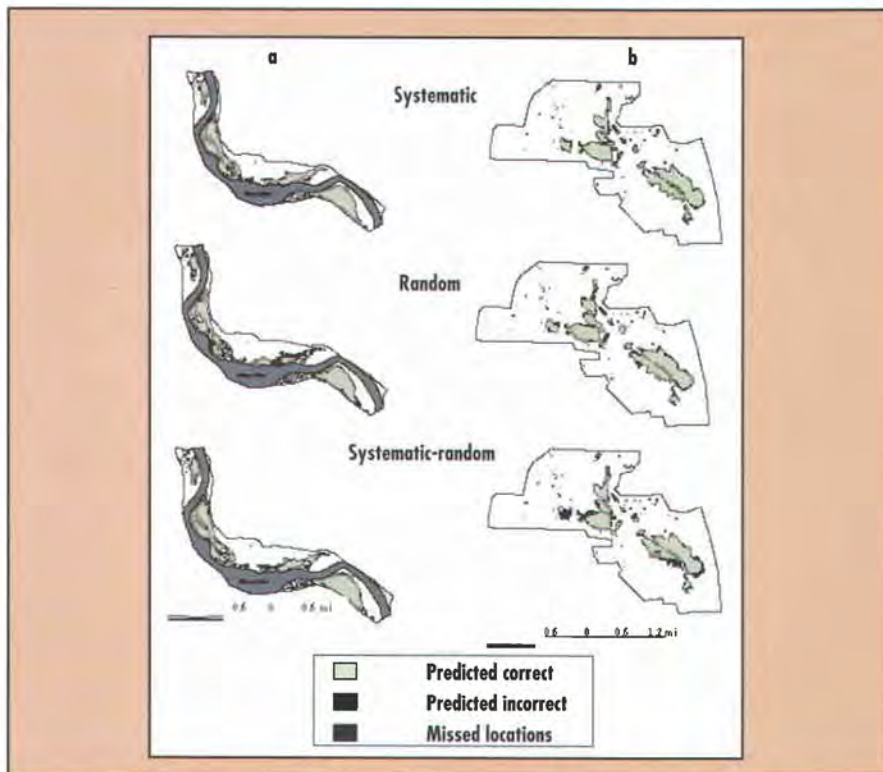 a
b
Systematic
Random
Systematic-random
0.6 0 0.6 mi
0.6 0 0.6 1.2 mi
Predicted correct
Predicted incorrect
Missed locations